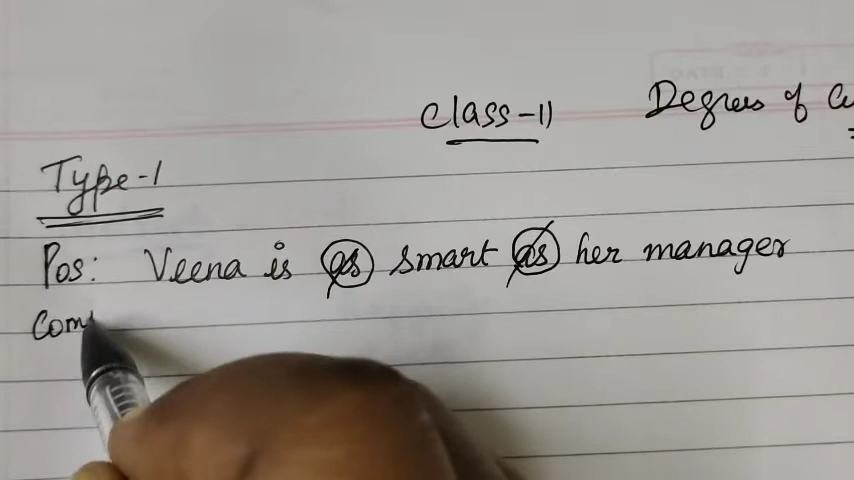 Class-11 Degrees of
Type-1
Pos: Veena is as smart as her manager
Com